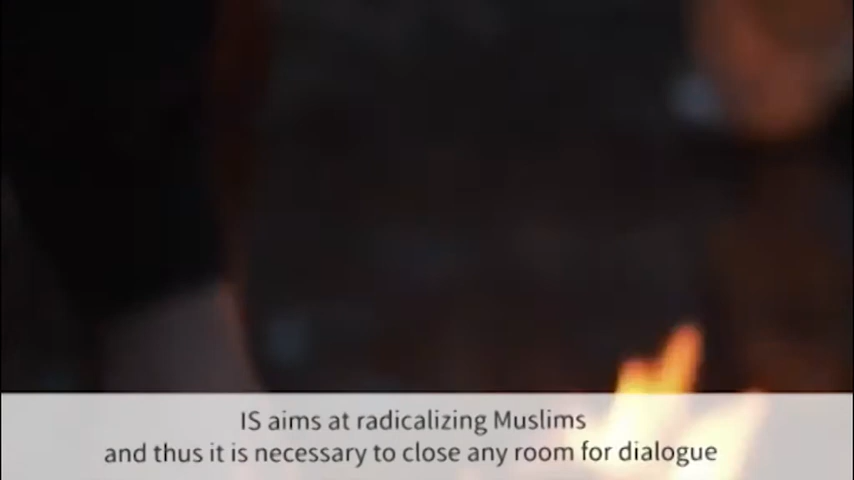 IS aims at radicalizing Muslims
and thus it is necessary to close any room for dialogue